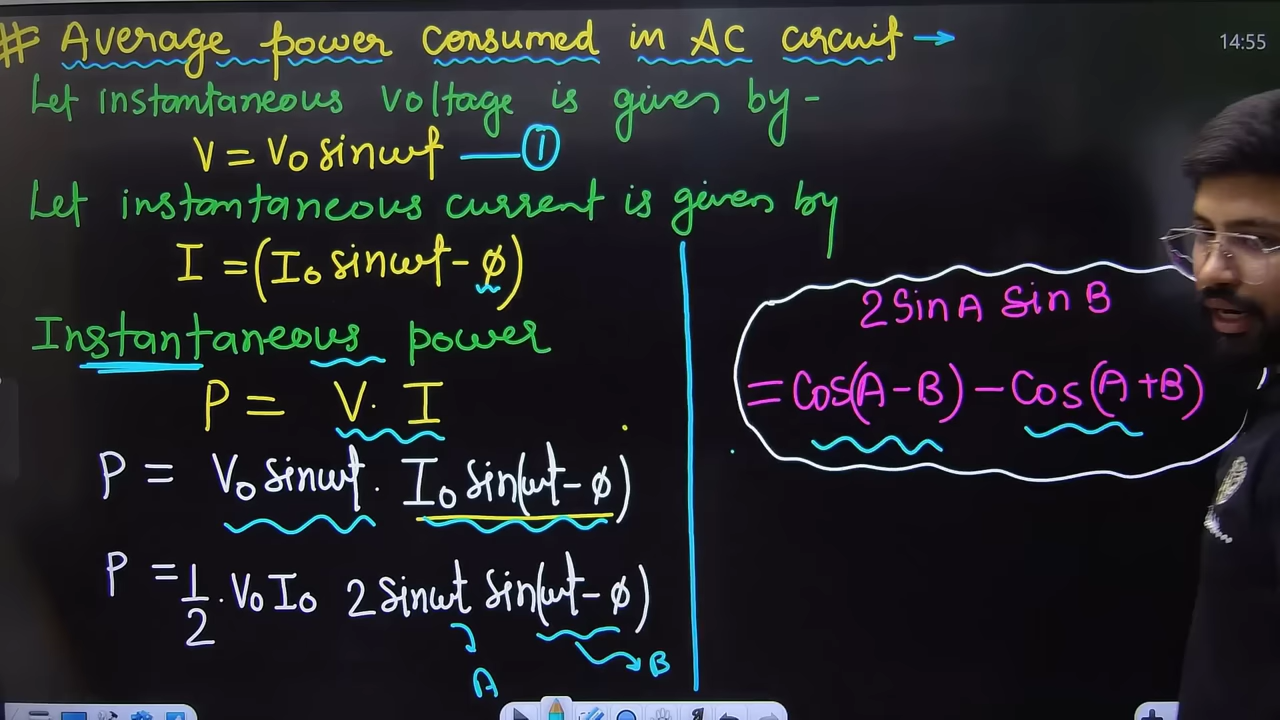 # Average power consumed in AC circuit →
14:55
Let instantaneous voltage is given by -
V = V₀ sinωt —— ①
Let instantaneous current is given by
I = (I₀ sinωt - ø)
Instantaneous power
P = V · I
P = V₀ sinωt · I₀ sin(ωt - ø)
P = 1/2 · V₀ I₀ 2 sinωt sin(ωt - ø)
A
B
2 Sin A Sin B
= Cos(A - B) - Cos(A + B)